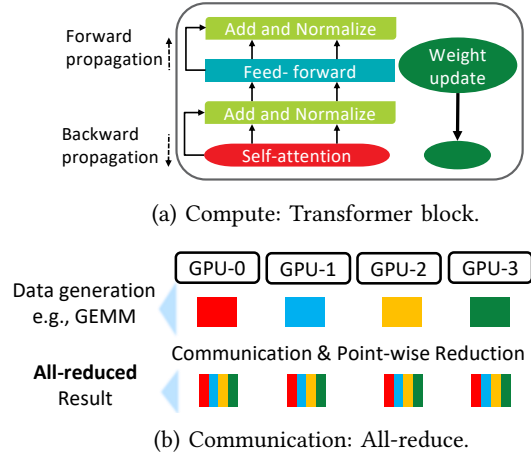 Forward
propagation
Add and Normalize
Feed- forward
Weight
update
Add and Normalize
Backward
propagation
Self-attention
(a) Compute: Transformer block.
GPU-0 GPU-1 GPU-2 GPU-3
Data generation
e.g., GEMM
Communication & Point-wise Reduction
All-reduced
Result
(b) Communication: All-reduce.